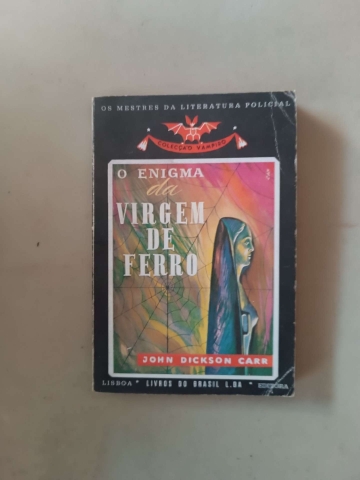 OS MESTRES DA LITERATURA POLICIAL
COLECÇÃO VAMPIRO
O ENIGMA
da
VIRGEM
DE
FERRO
JOHN DICKSON CARR
LISBOA * LIVROS DO BRASIL L.DA * EDITORA